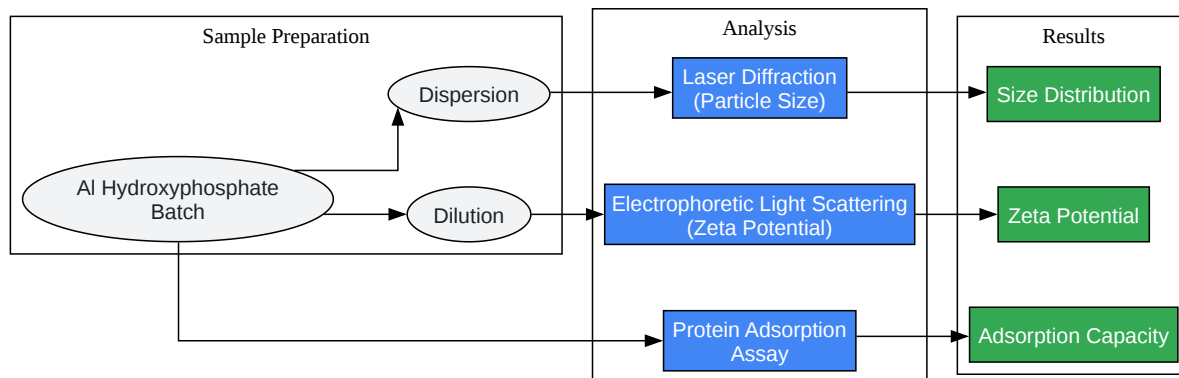 Sample Preparation
Analysis
Results
Dispersion
Laser Diffraction
(Particle Size)
Size Distribution
Al Hydroxyphosphate
Batch
Dilution
Electrophoretic Light Scattering
(Zeta Potential)
Zeta Potential
Protein Adsorption
Assay
Adsorption Capacity